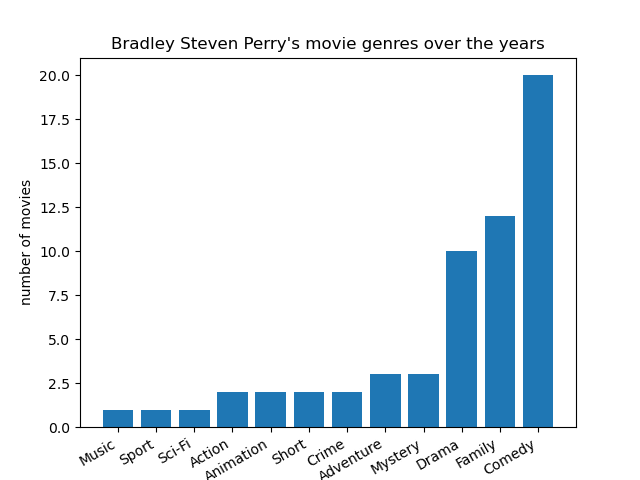 Bradley Steven Perry's movie genres over the years
number of movies
20.0
17.5
15.0
12.5
10.0
7.5
5.0
2.5
0.0
Music
Sport
Sci-Fi
Action
Animation
Short
Crime
Adventure
Mystery
Drama
Family
Comedy